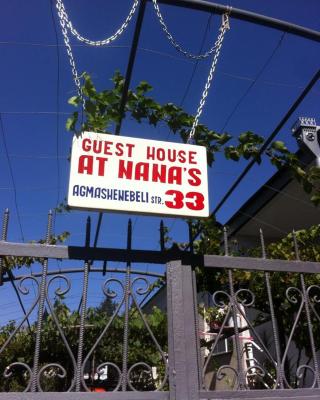 GUEST HOUSE
AT NANA'S
AGMASHENEBELI STR. 33